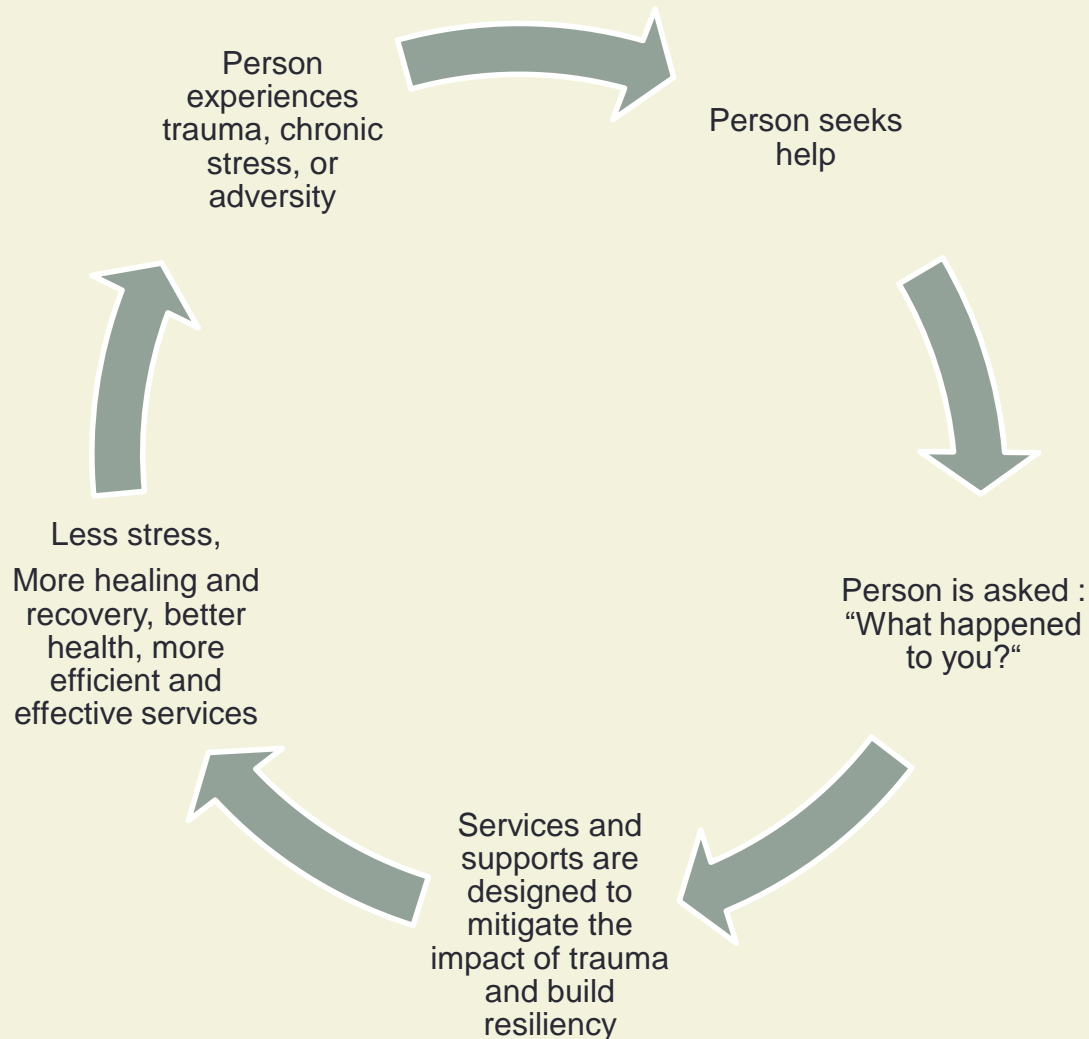 Person
experiences
trauma, chronic
stress, or
adversity
Person seeks
help
Person is asked :
“What happened
to you?“
Services and
supports are
designed to
mitigate the
impact of trauma
and build
resiliency
Less stress,
More healing and
recovery, better
health, more
efficient and
effective services